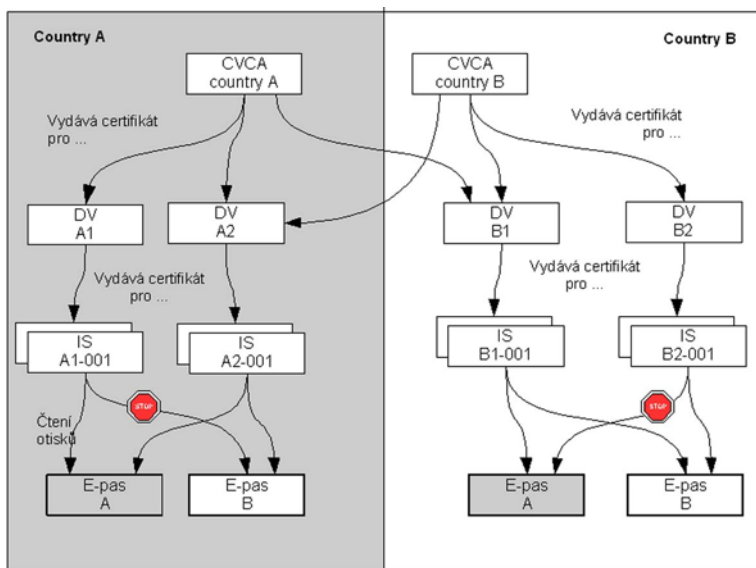 Country A
Country B
CVCA
country A
CVCA
country B
Vydává certifikát
pro ...
Vydává certifikát
pro ...
DV
A1
DV
A2
DV
B1
DV
B2
Vydává certifikát
pro ...
Vydává certifikát
pro ...
IS
A1-001
IS
A2-001
IS
B1-001
IS
B2-001
STOP
STOP
Čtení
otisků
E-pas
A
E-pas
B
E-pas
A
E-pas
B